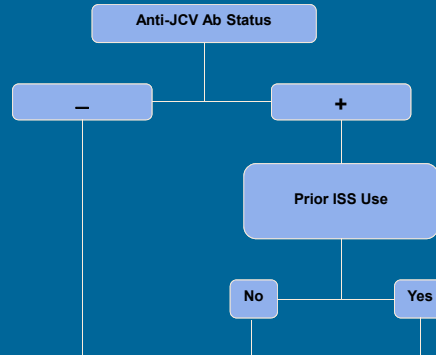 Anti-JCV Ab Status
–
+
Prior ISS Use
No
Yes